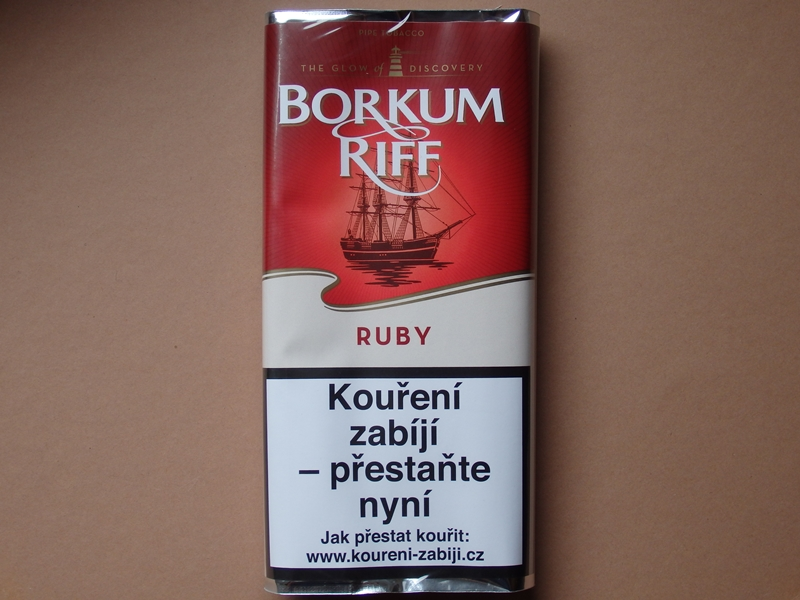 PIPE TOBACCO
THE GLOW of DISCOVERY
BORKUM
RIFF
RUBY
Kouření
zabíjí
– přestaňte
nyní
Jak přestat kouřit:
www.koureni-zabiji.cz